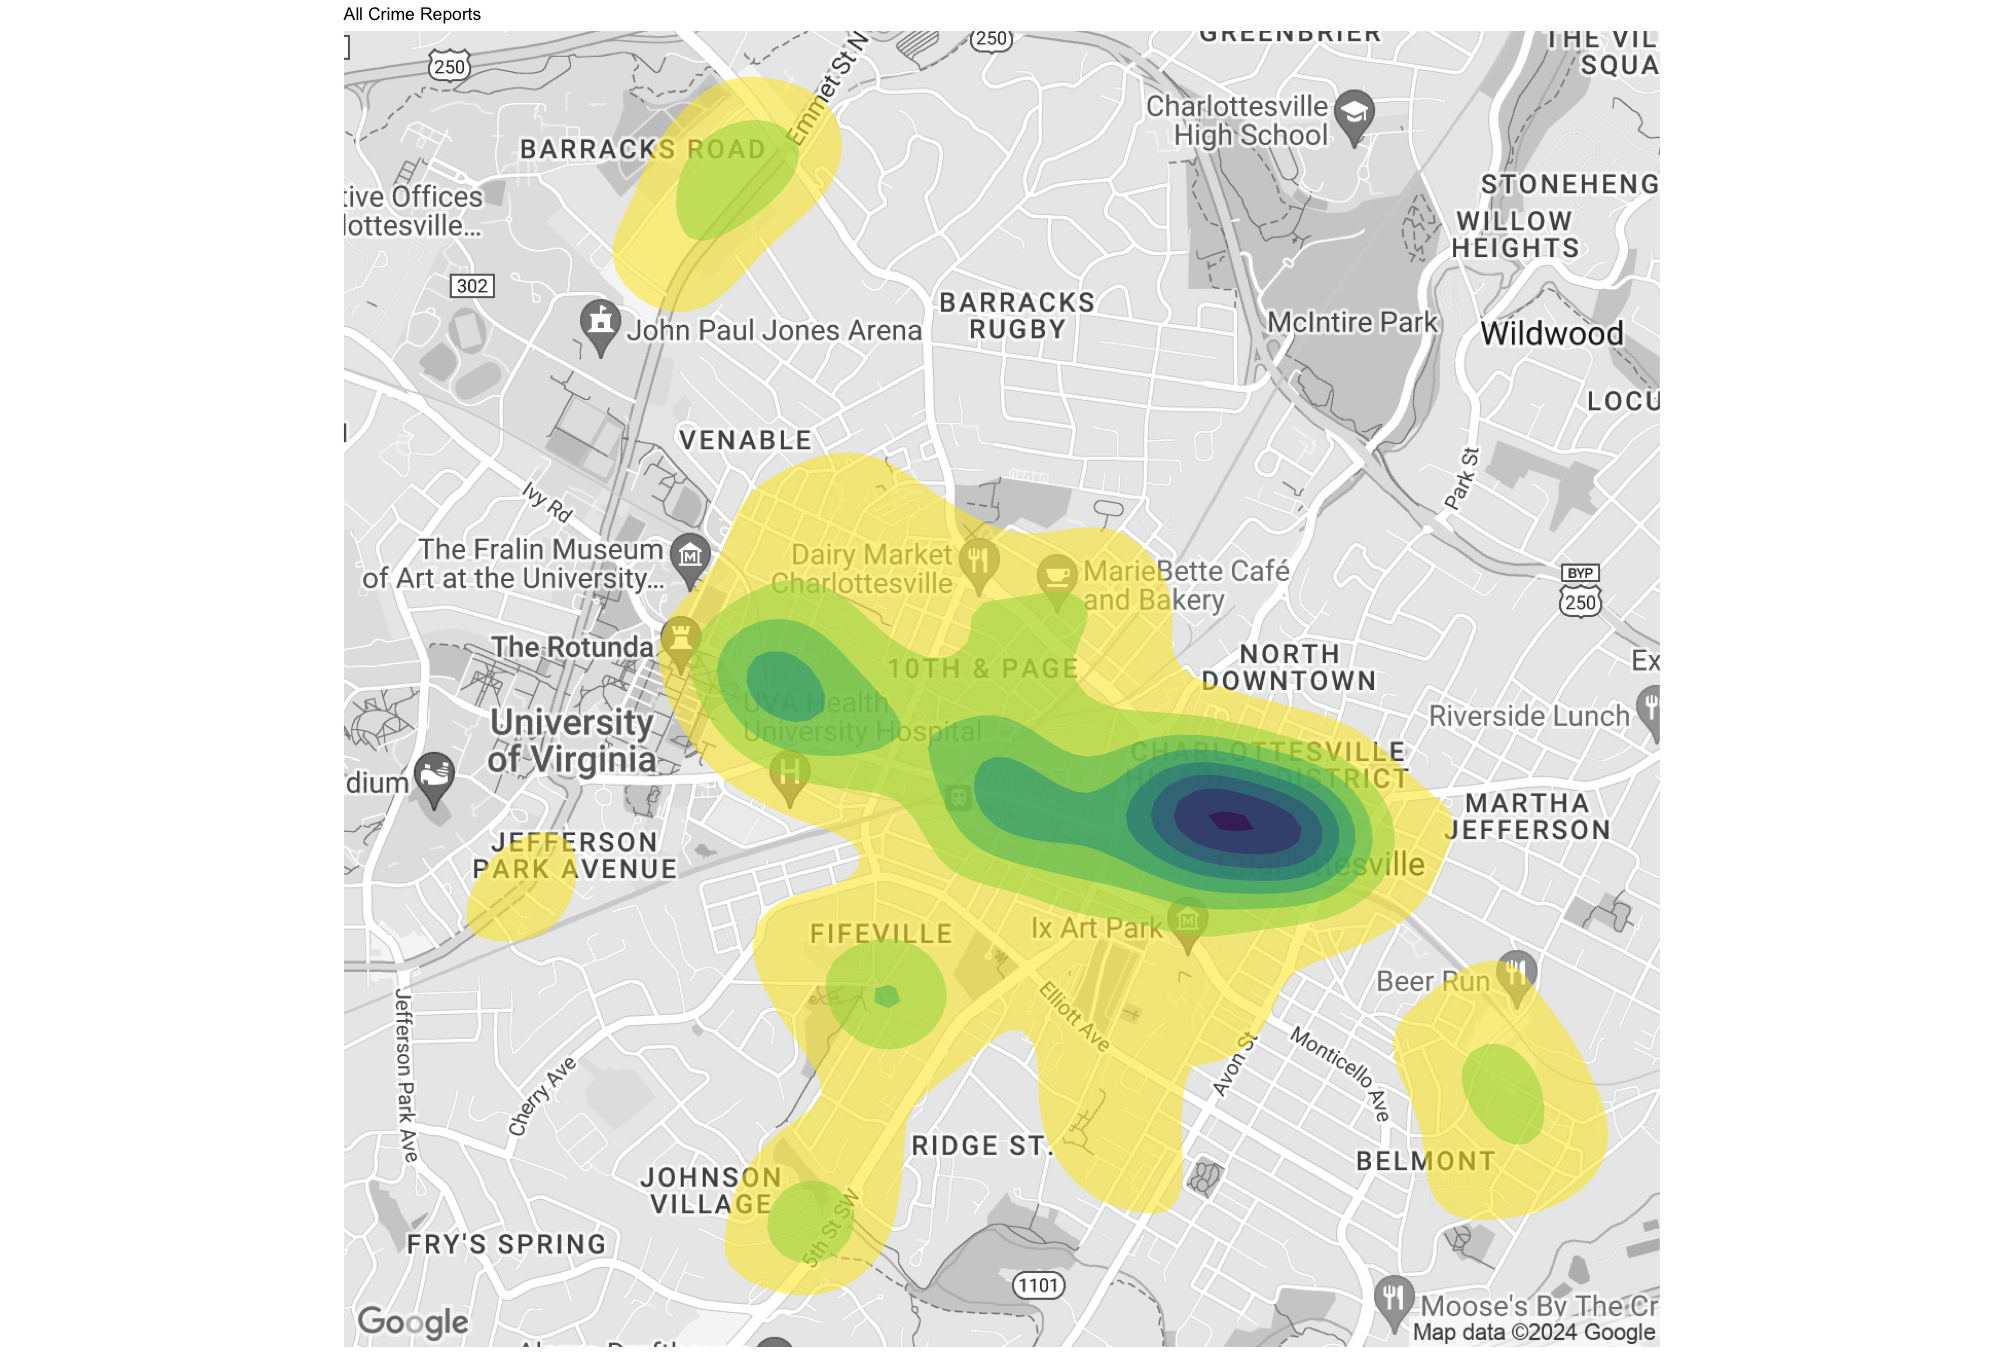 All Crime Reports
250
250
GREENBRIER
THE VIL
SQUA
Emmet St N
Charlottesville
High School
BARRACKS ROAD
tive Offices
lottesville...
STONEHENG
WILLOW
HEIGHTS
302
BARRACKS
RUGBY
John Paul Jones Arena
McIntire Park
Wildwood
LOCU
VENABLE
Park St
Ivy Rd
The Fralin Museum
of Art at the University...
Dairy Market
Charlottesville
MarieBette Café
and Bakery
BYP
250
The Rotunda
10TH & PAGE
NORTH
DOWNTOWN
Ex
UVA Health
University Hospital
University
of Virginia
Riverside Lunch
CHARLOTTESVILLE
DISTRICT
dium
H
MARTHA
JEFFERSON
JEFFERSON
PARK AVENUE
Charlottesville
FIFEVILLE
Ix Art Park
Beer Run
Elliott Ave
Jefferson Park Ave
Cherry Ave
Avon St
Monticello Ave
RIDGE ST.
BELMONT
JOHNSON
VILLAGE
5th St SW
FRY'S SPRING
1101
Moose's By The Cr
Google
Map data ©2024 Google